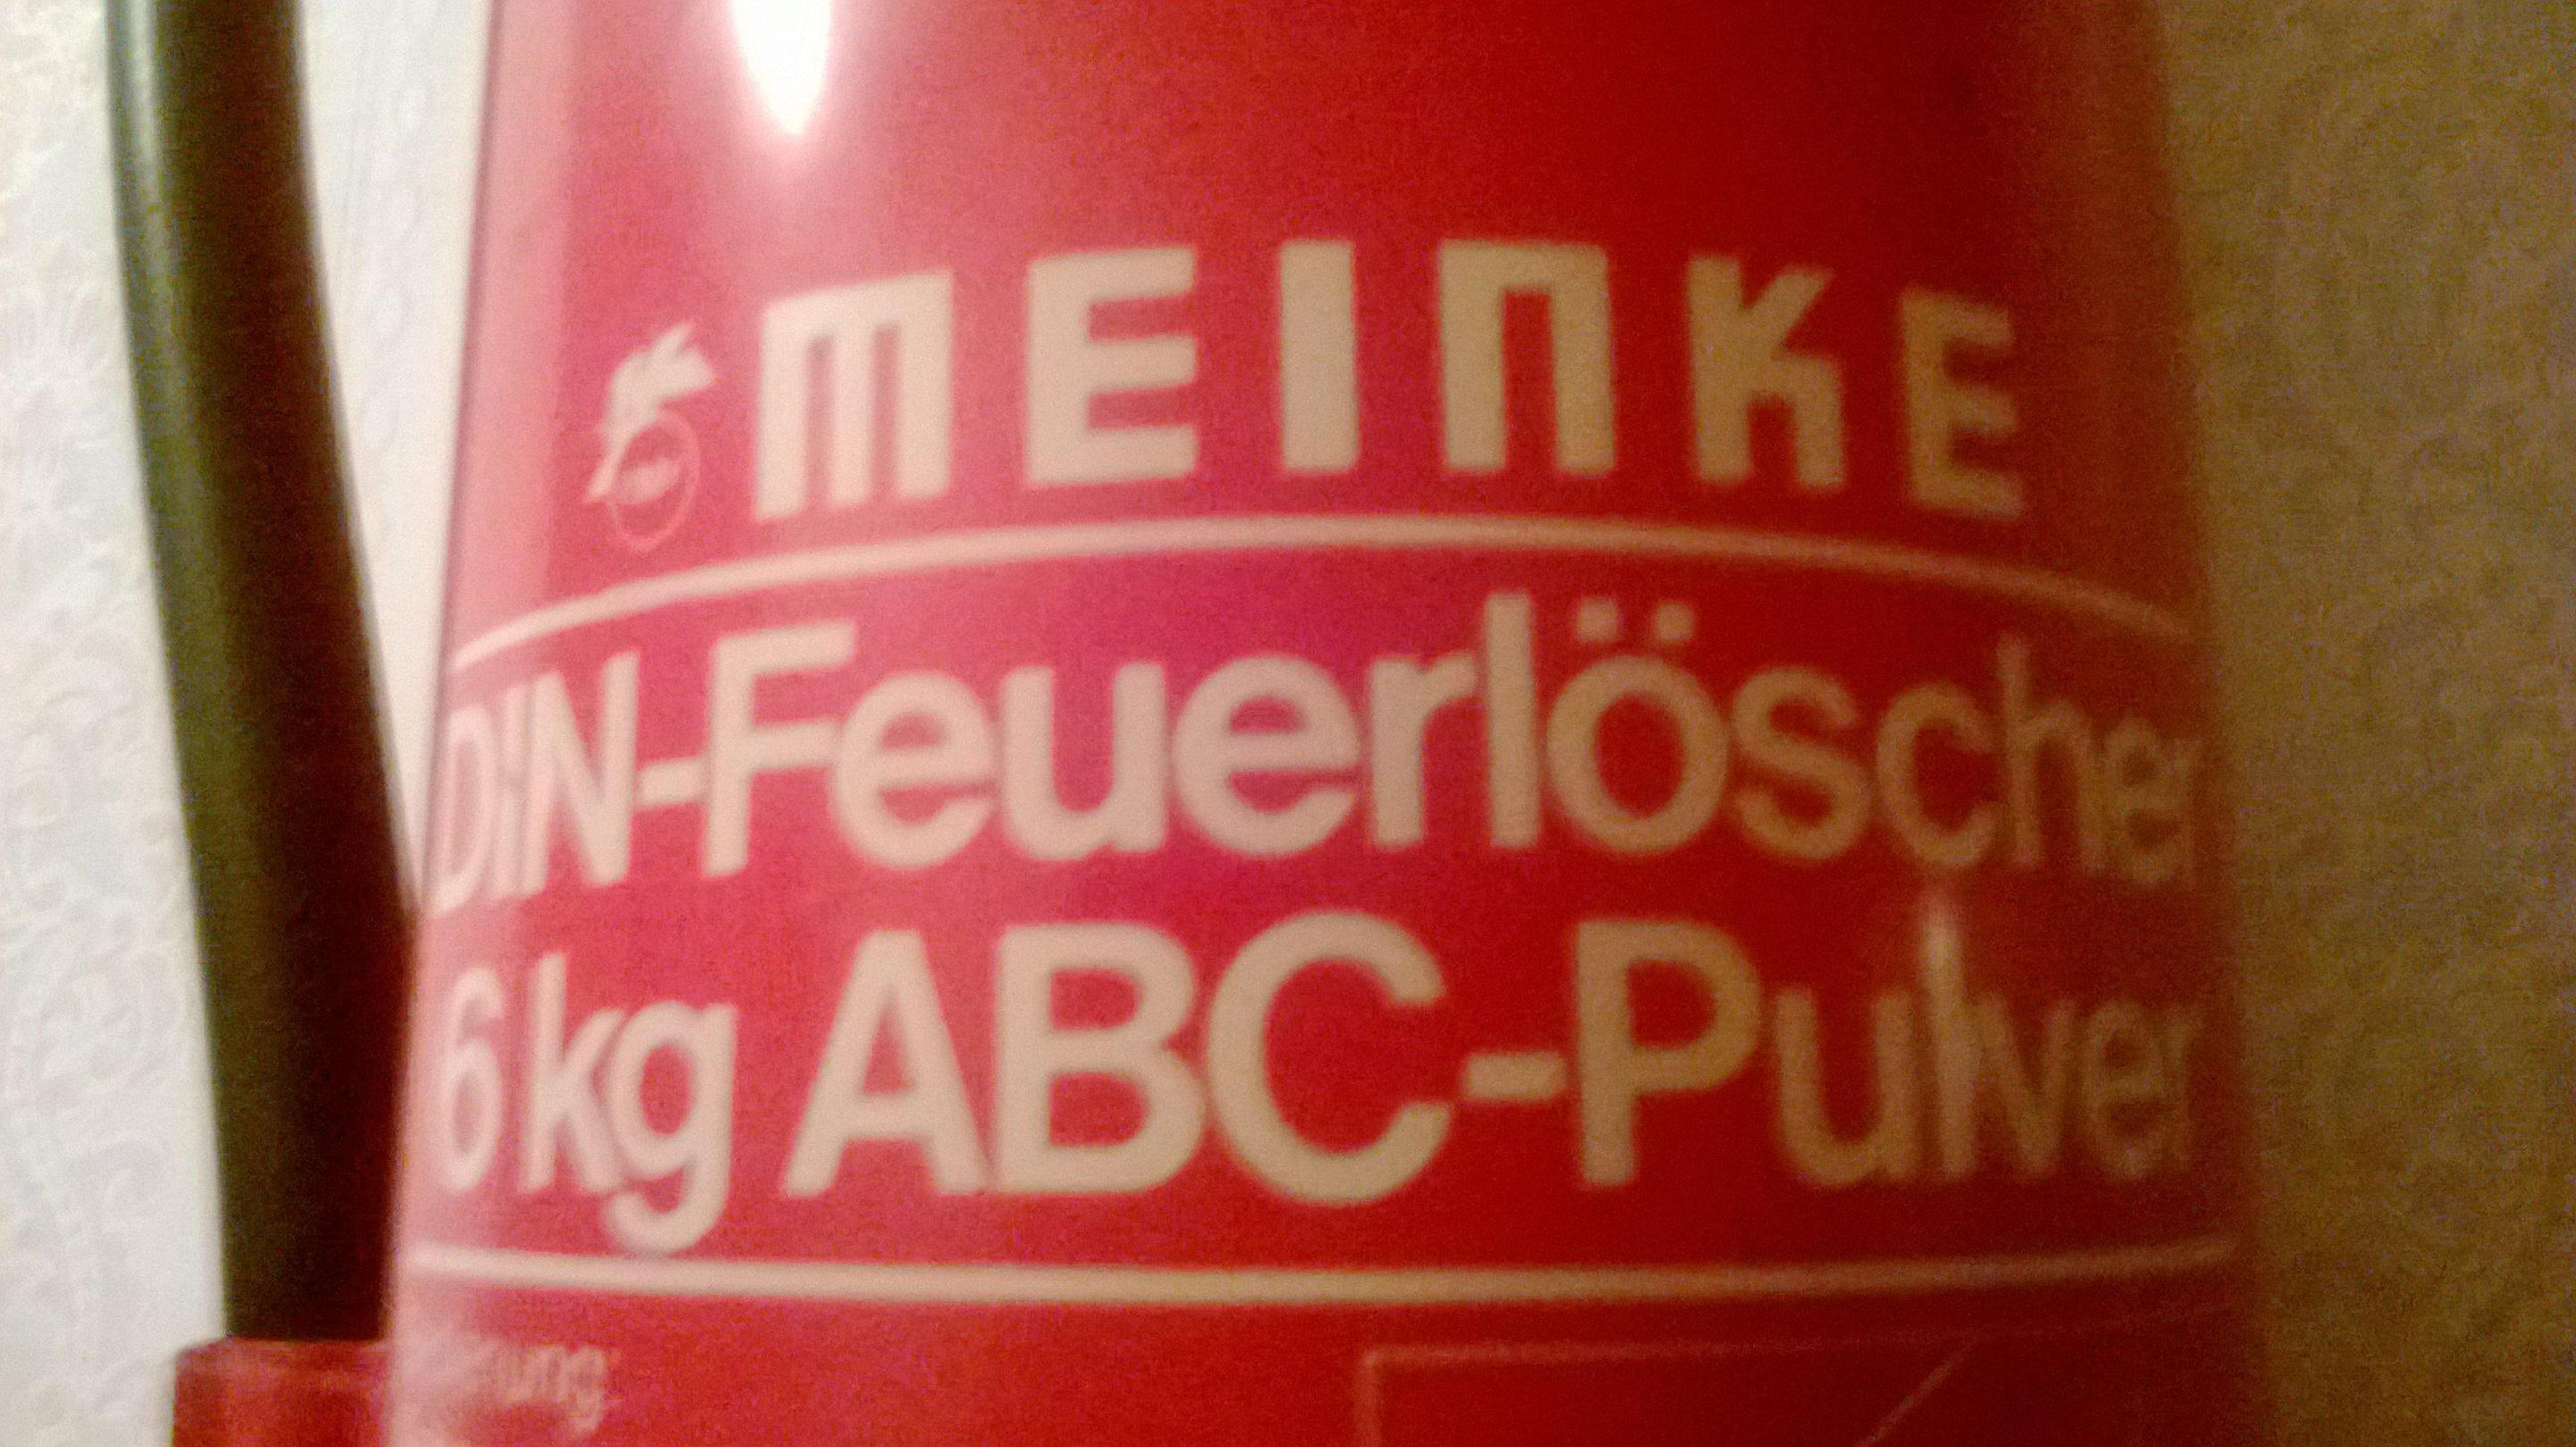 MEINKE
DIN-Feuerlöscher
6 kg ABC-Pulver